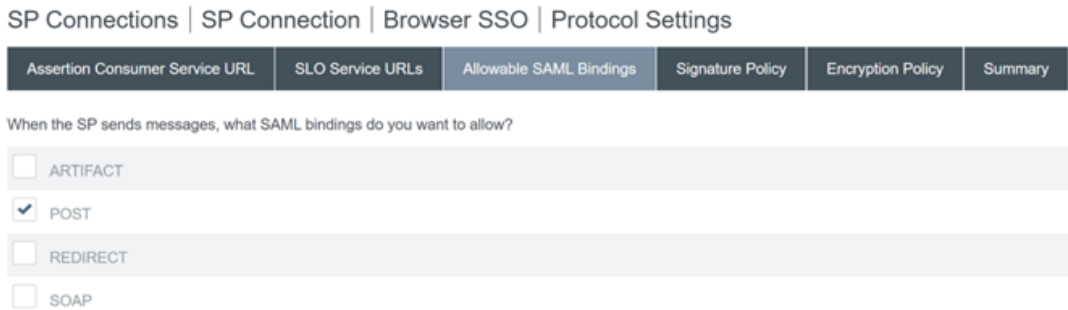 SP Connections | SP Connection | Browser SSO | Protocol Settings
Assertion Consumer Service URL SLO Service URLs Allowable SAML Bindings Signature Policy Encryption Policy Summary
When the SP sends messages, what SAML bindings do you want to allow?
ARTIFACT
POST
REDIRECT
SOAP